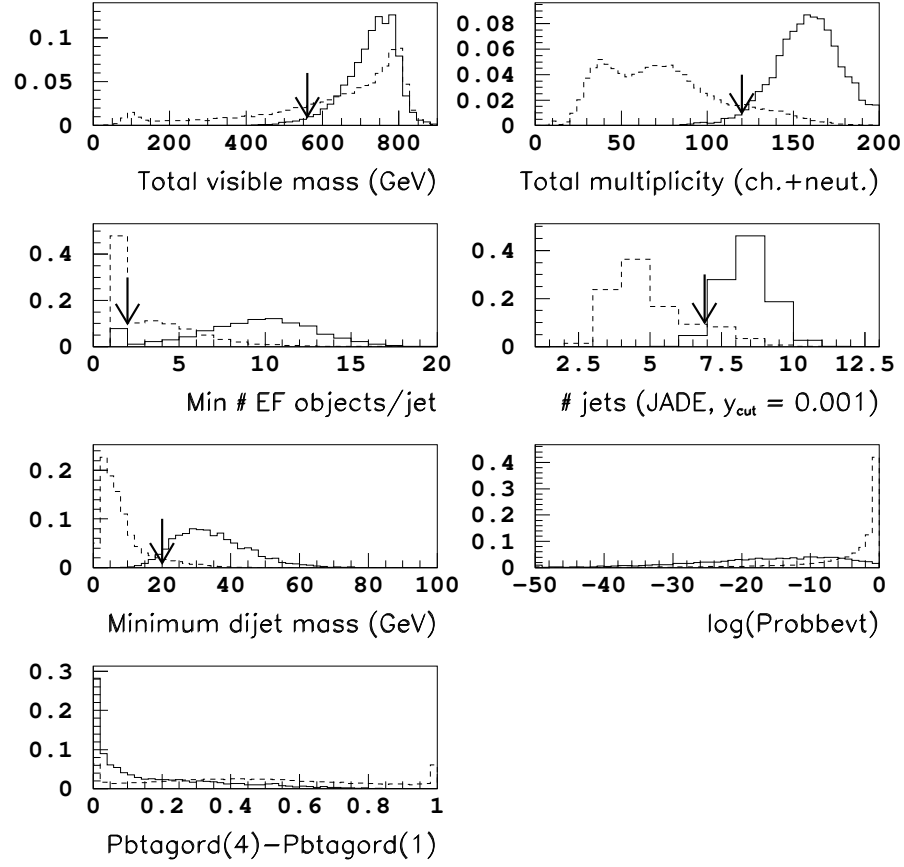 0.1
0.05
0
0 200 400 600 800
Total visible mass (GeV)
0.08
0.06
0.04
0.02
0
0 50 100 150 200
Total multiplicity (ch.+neut.)
0.4
0.2
0
0 5 10 15 20
Min # EF objects/jet
0.4
0.2
0
2.5 5 7.5 10 12.5
# jets (JADE, ycut = 0.001)
0.2
0.1
0
0 20 40 60 80 100
Minimum dijet mass (GeV)
0.4
0.3
0.2
0.1
0
−50 −40 −30 −20 −10 0
log(Probbevt)
0.3
0.2
0.1
0
0 0.2 0.4 0.6 0.8 1
Pbtagord(4)−Pbtagord(1)